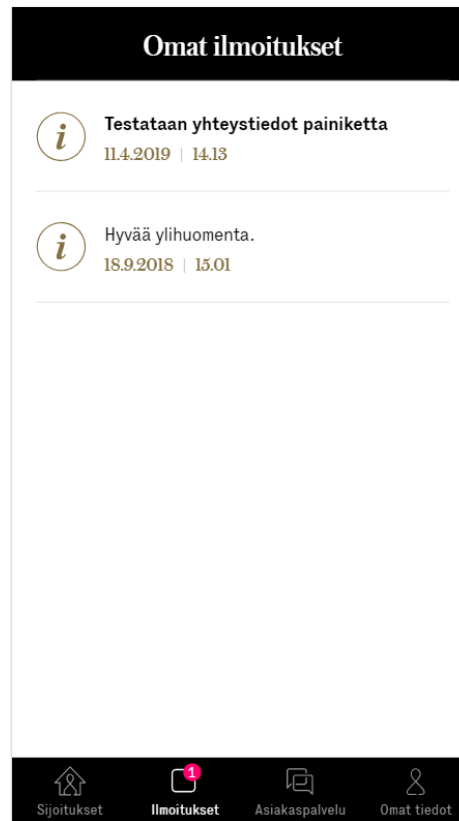 Omat ilmoitukset
i
Testataan yhteystiedot painiketta
11.4.2019 | 14.13
i
Hyvää ylihuomenta.
18.9.2018 | 15.01
1
Sijoitukset Ilmoitukset Asiakaspalvelu Omat tiedot